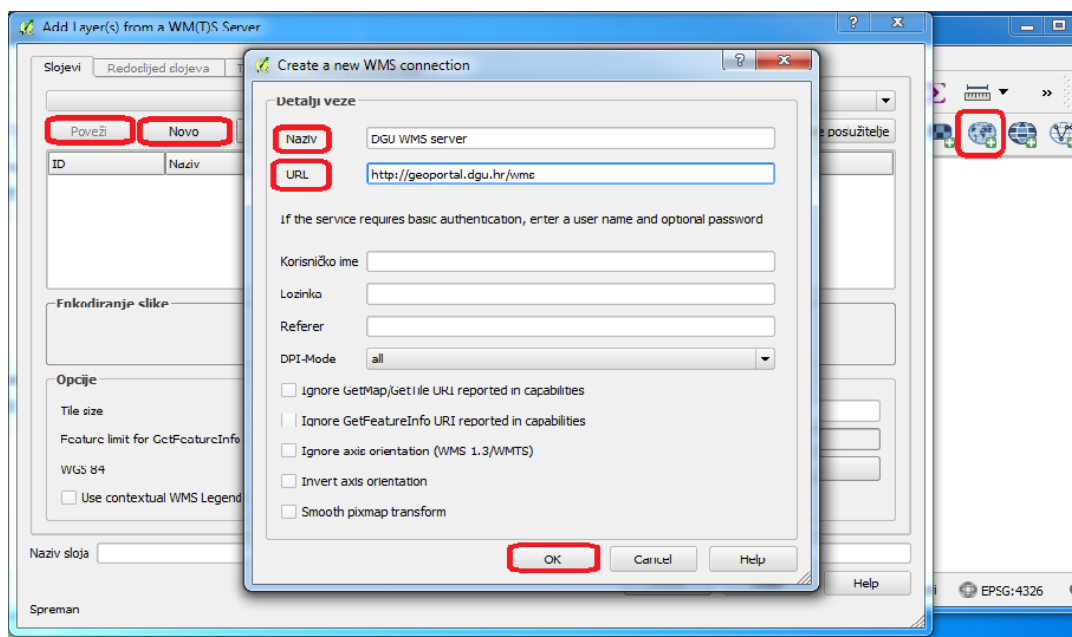 Add Layer(s) from a WM(T)S Server
Slojevi
Redoslijed slojeva
Poveži
Novo
e poslužitelje
ID
Naziv
Enkodiranje slike
Opcije
Tile size
Feature limit for GetFeatureInfo
WGS 84
Use contextual WMS Legend
Naziv sloja
Help
Spreman
Create a new WMS connection
Detalji veze
Naziv
DGU WMS server
URL
http://geoportal.dgu.hr/wms
If the service requires basic authentication, enter a user name and optional password
Korisničko ime
Lozinka
Referer
DPI-Mode
all
Ignore GetMap/GetTile URI reported in capabilities
Ignore GetFeatureInfo URI reported in capabilities
Ignore axis orientation (WMS 1.3/WMTS)
Invert axis orientation
Smooth pixmap transform
OK
Cancel
Help
EPSG:4326